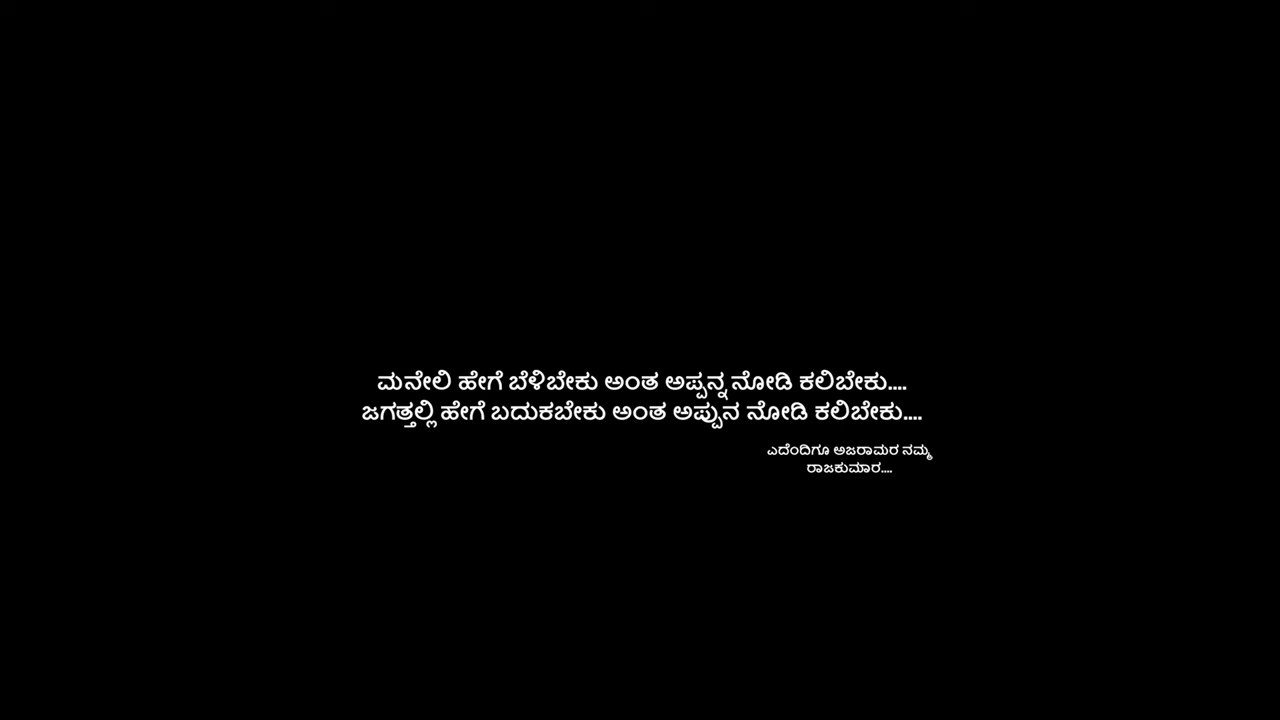 ಮನೇಲಿ ಹೇಗೆ ಬೆಳಿಬೇಕು ಅಂತ ಅಪ್ಪನ್ನ ನೋಡಿ ಕಲಿಬೇಕು....
ಜಗತ್ತಲ್ಲಿ ಹೇಗೆ ಬದುಕಬೇಕು ಅಂತ ಅಪ್ಪುನ ನೋಡಿ ಕಲಿಬೇಕು....
ಎದೆಂದಿಗೂ ಅಜರಾಮರ ನಮ್ಮ
ರಾಜಕುಮಾರ....